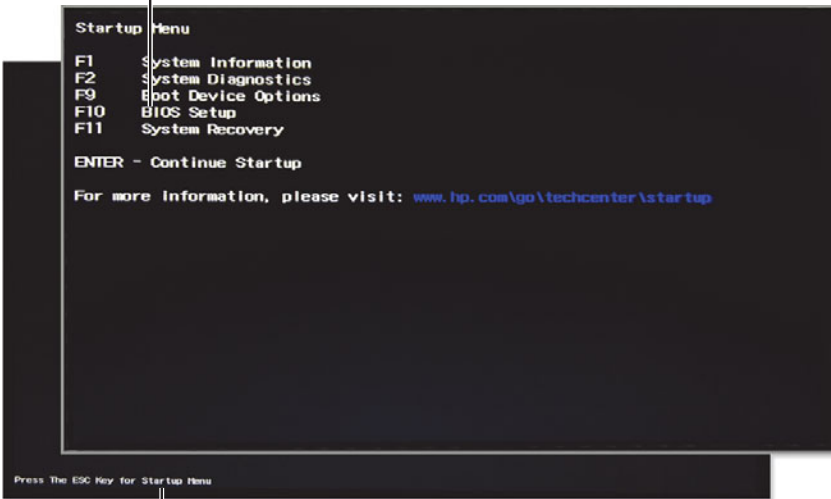 Startup Menu
F1 System Information
F2 System Diagnostics
F9 Boot Device Options
F10 BIOS Setup
F11 System Recovery
ENTER - Continue Startup
For more information, please visit: www.hp.com\go\techcenter\startup
Press The ESC Key for Startup Menu